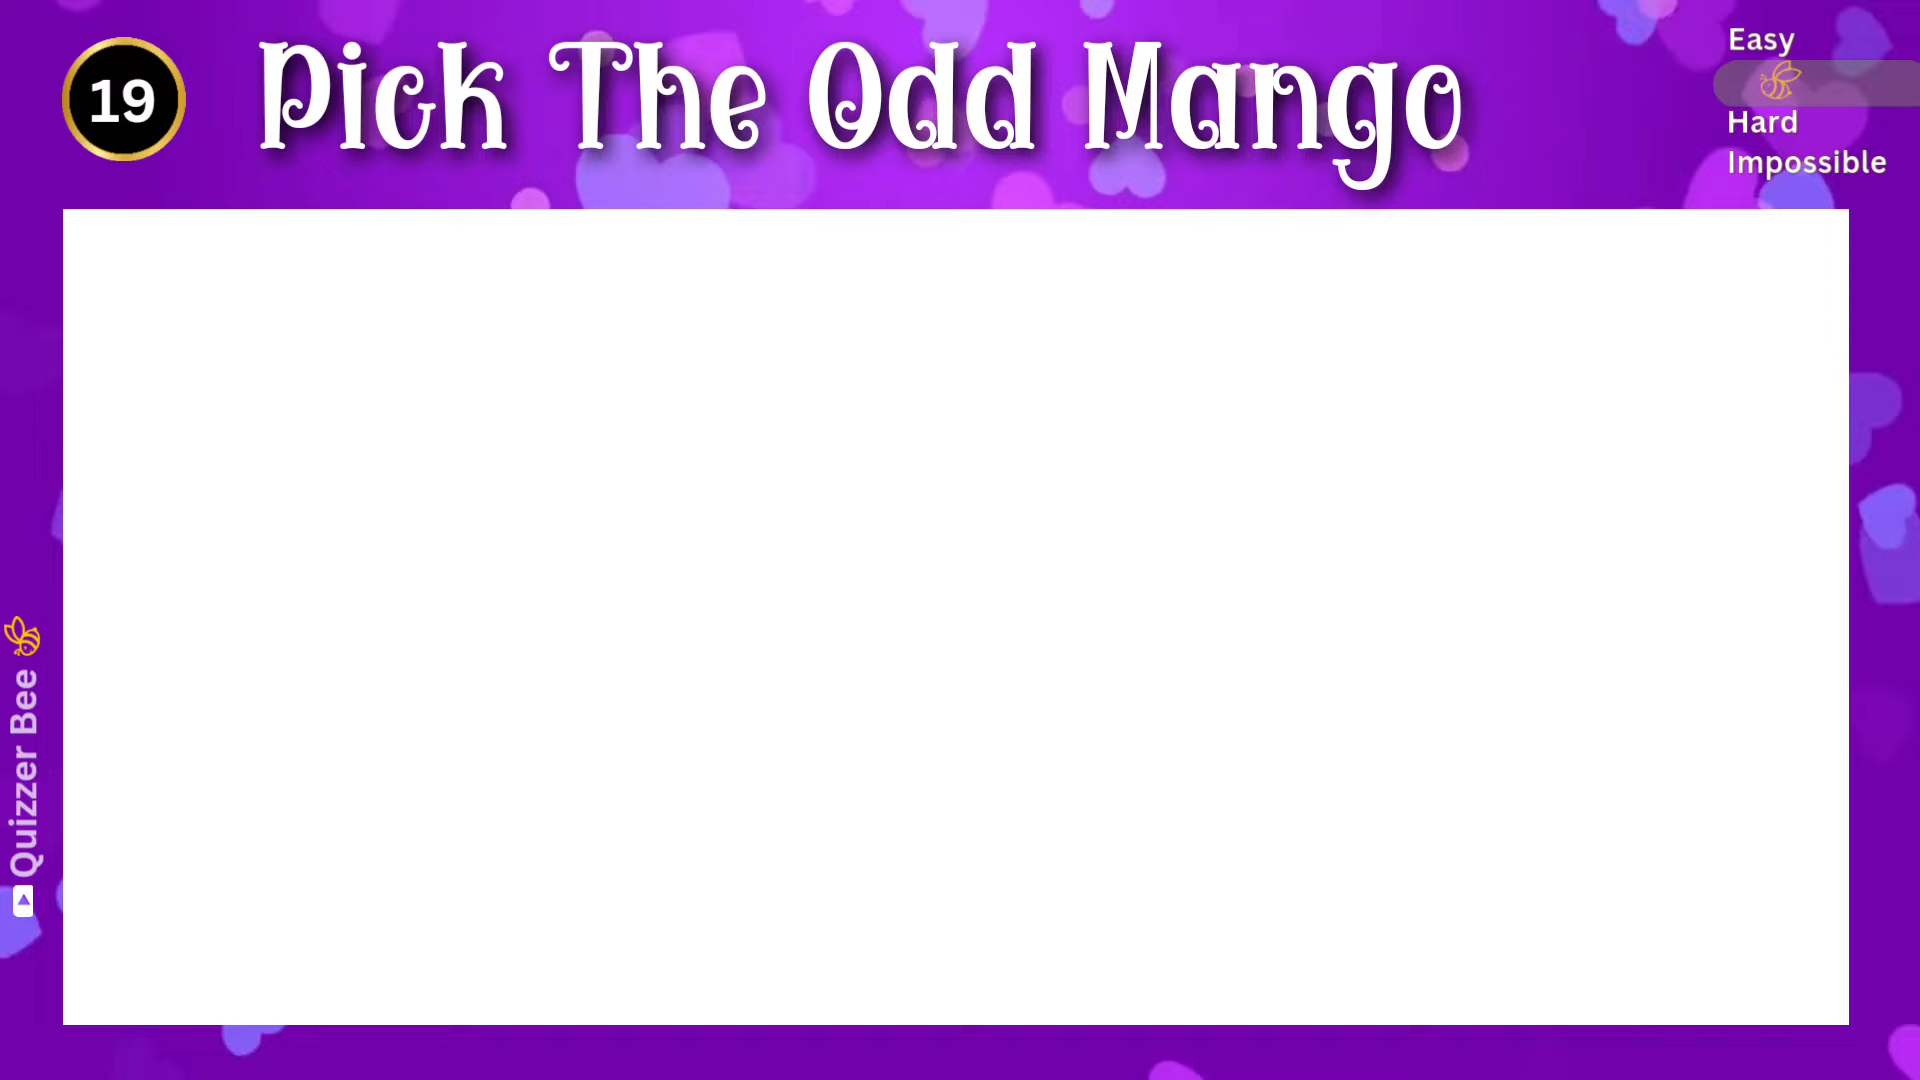 19
Pick The Odd Mango
Easy
Hard
Impossible
Quizzer Bee